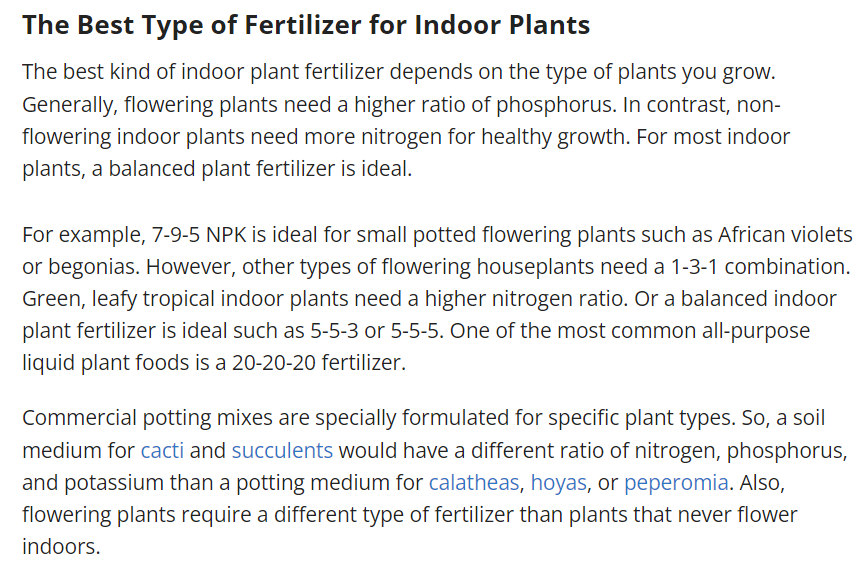 The Best Type of Fertilizer for Indoor Plants
The best kind of indoor plant fertilizer depends on the type of plants you grow.
Generally, flowering plants need a higher ratio of phosphorus. In contrast, non-
flowering indoor plants need more nitrogen for healthy growth. For most indoor
plants, a balanced plant fertilizer is ideal.
For example, 7-9-5 NPK is ideal for small potted flowering plants such as African violets
or begonias. However, other types of flowering houseplants need a 1-3-1 combination.
Green, leafy tropical indoor plants need a higher nitrogen ratio. Or a balanced indoor
plant fertilizer is ideal such as 5-5-3 or 5-5-5. One of the most common all-purpose
liquid plant foods is a 20-20-20 fertilizer.
Commercial potting mixes are specially formulated for specific plant types. So, a soil
medium for cacti and succulents would have a different ratio of nitrogen, phosphorus,
and potassium than a potting medium for calatheas, hoyas, or peperomia. Also,
flowering plants require a different type of fertilizer than plants that never flower
indoors.